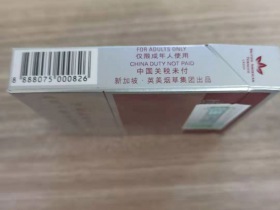 FOR ADULTS ONLY
仅限成年人使用
CHINA DUTY NOT PAID
中国关税未付
新加坡·英美烟草集团出品
8 888075 000826